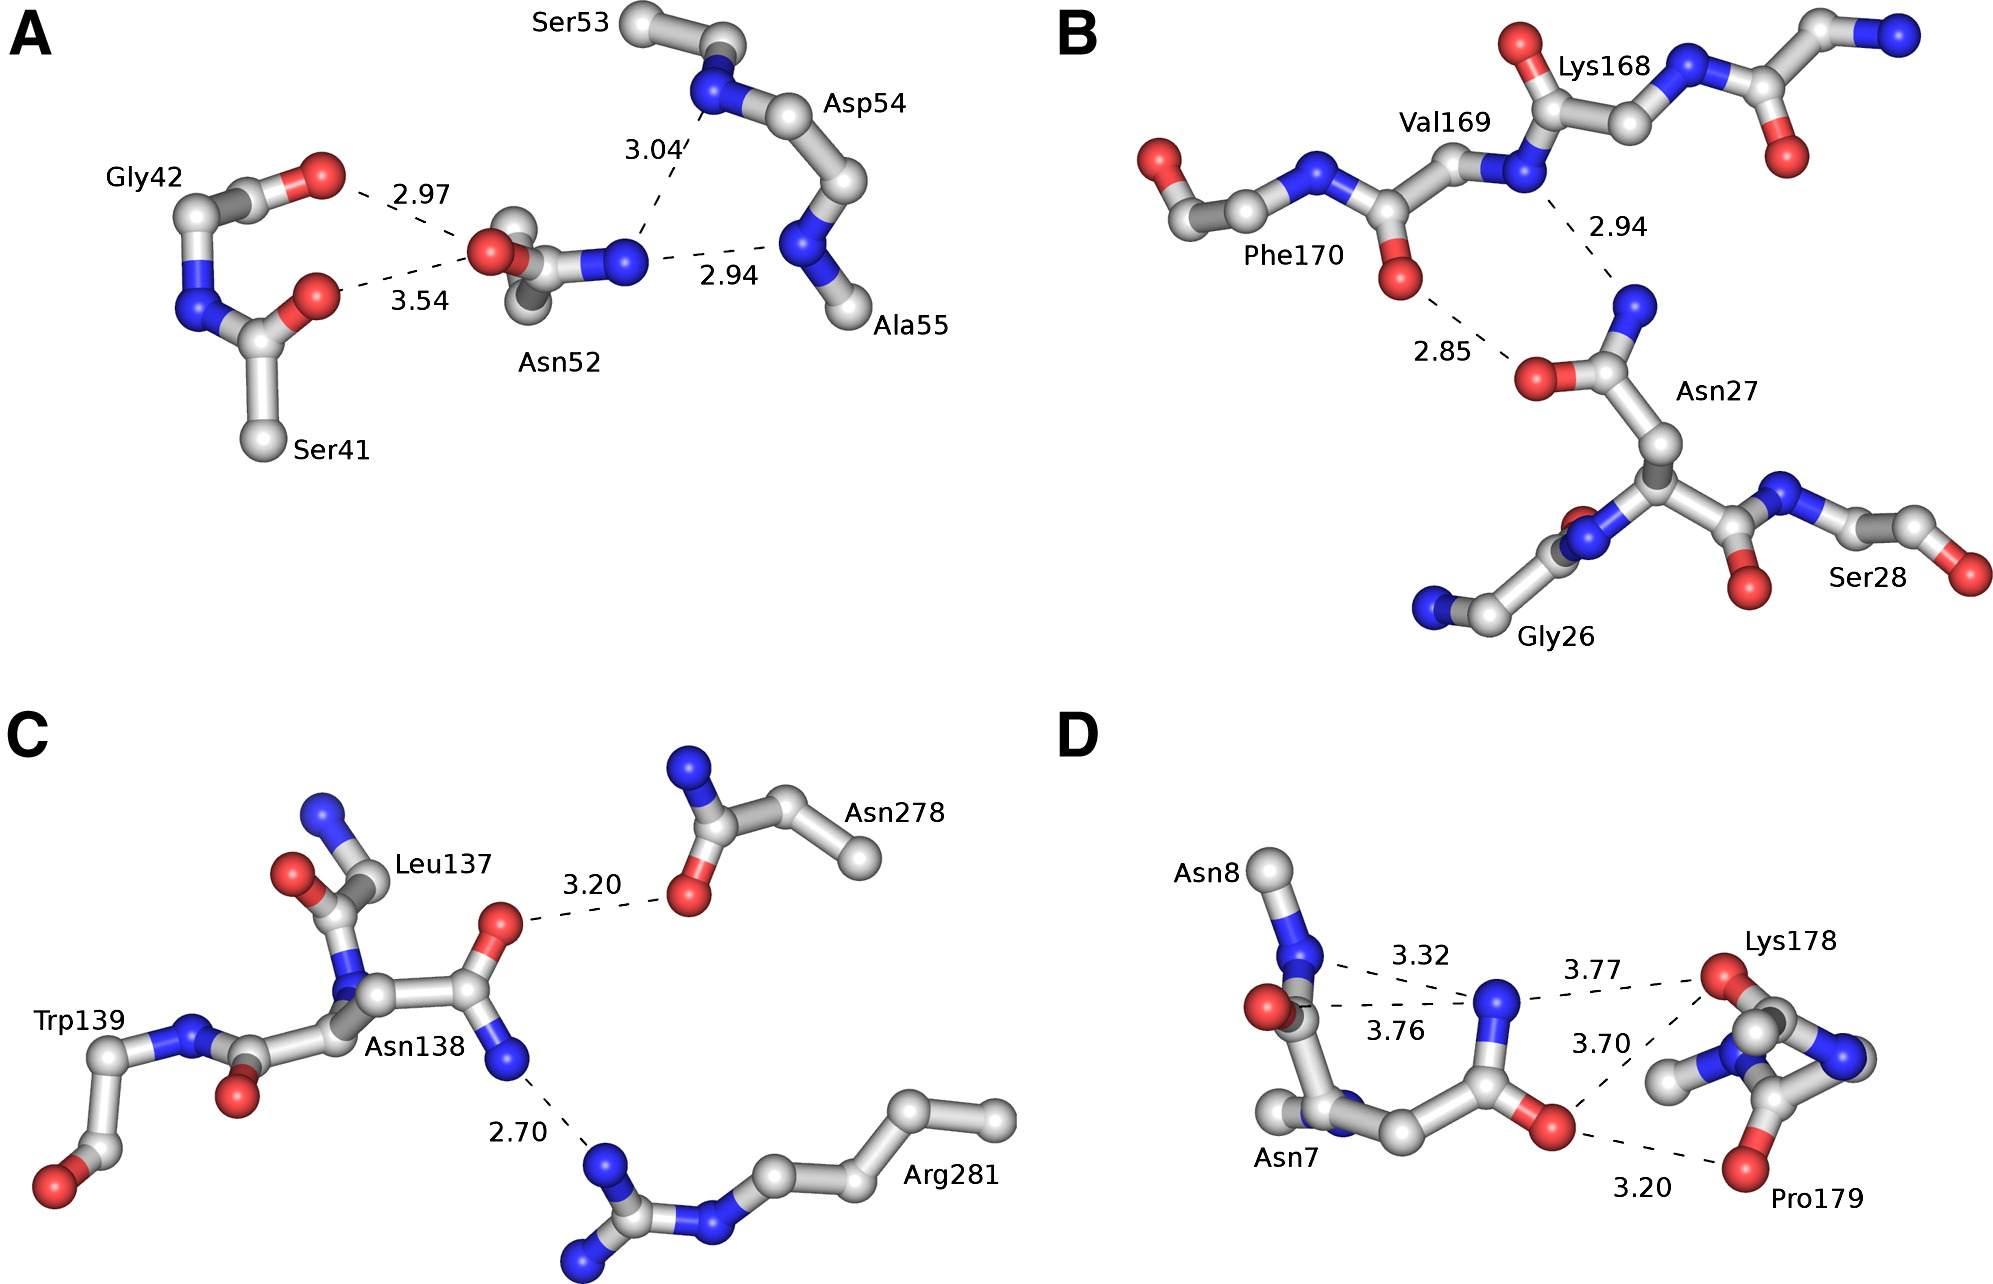 A
Ser53
Asp54
3.04
Gly42
2.97
2.94
3.54
Ala55
Asn52
Ser41
B
Lys168
Val169
2.94
Phe170
2.85
Asn27
Ser28
Gly26
C
Asn278
Leu137
3.20
Trp139
Asn138
2.70
Arg281
D
Asn8
Lys178
3.32
3.77
3.76
3.70
Asn7
3.20
Pro179